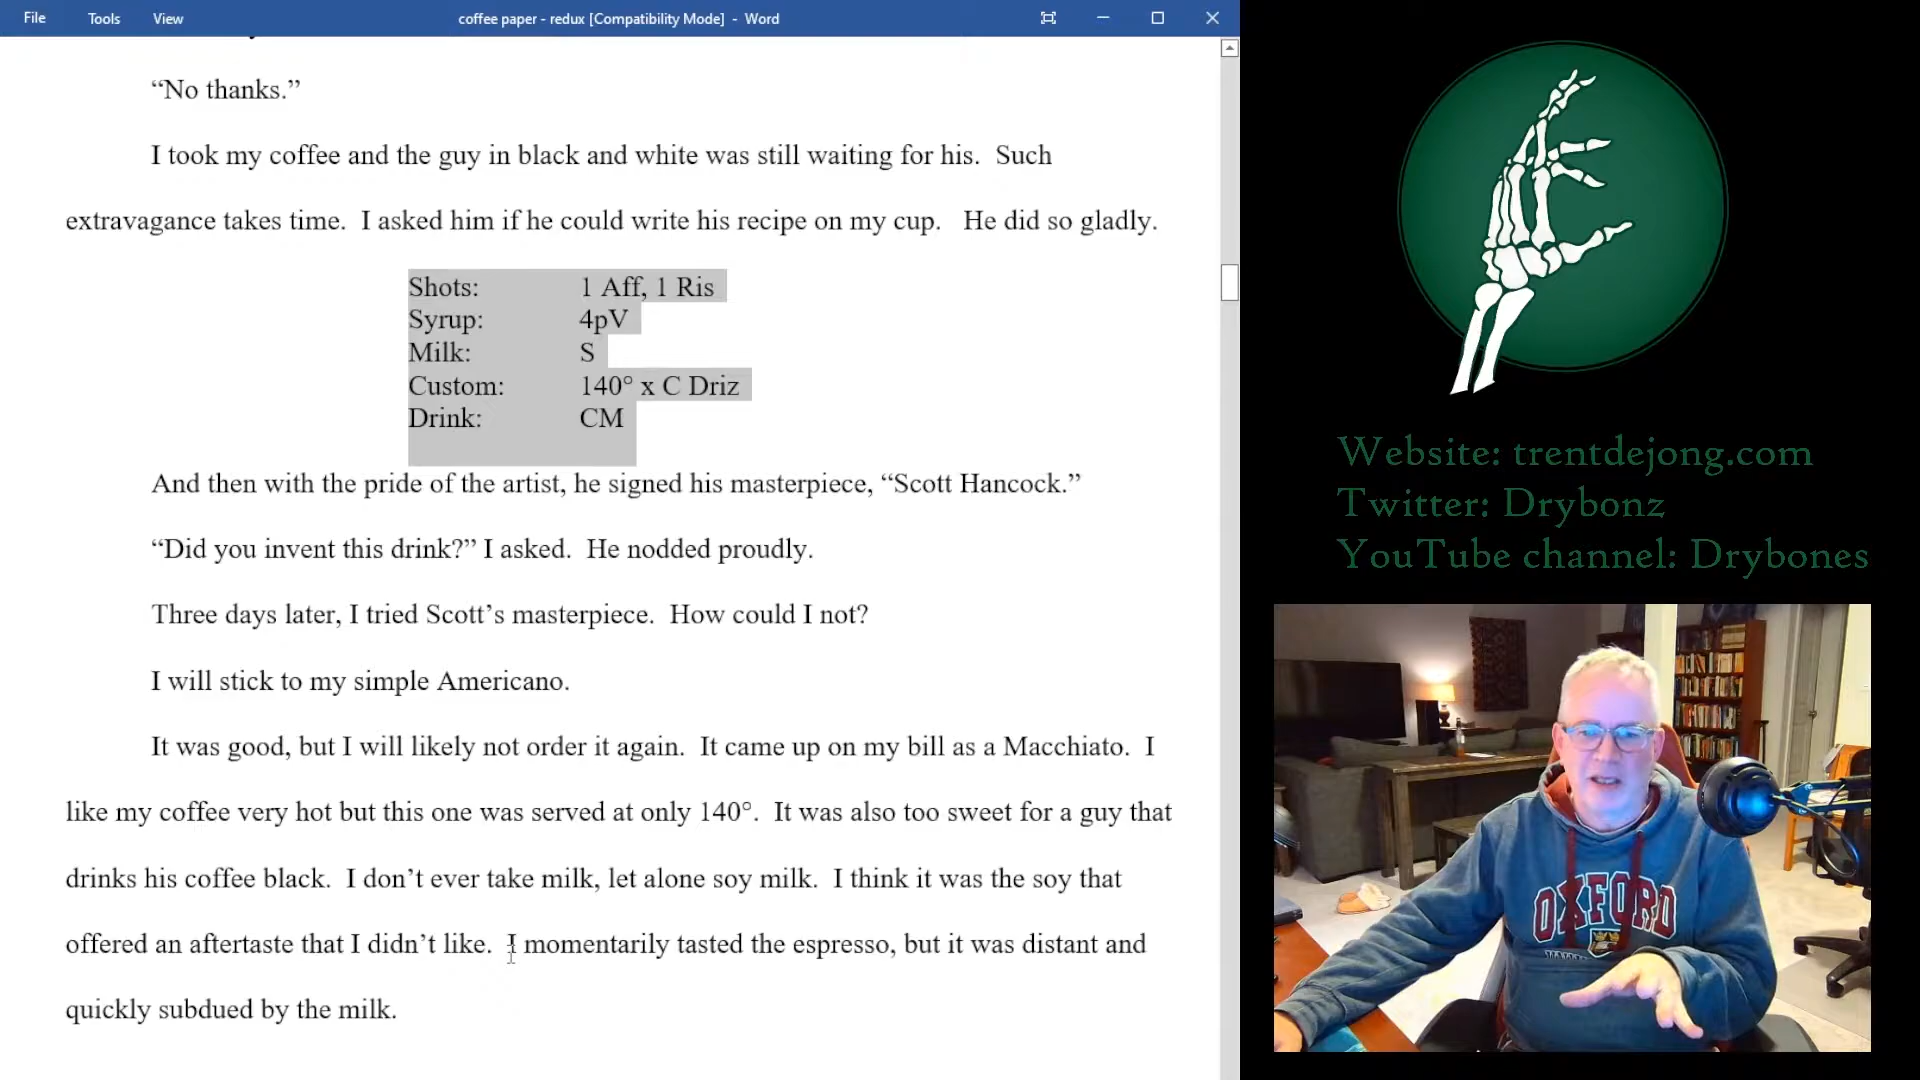 File Tools View coffee paper - redux [Compatibility Mode] - Word
“No thanks.”
I took my coffee and the guy in black and white was still waiting for his. Such
extravagance takes time. I asked him if he could write his recipe on my cup. He did so gladly.
Shots: 1 Aff, 1 Ris
Syrup: 4pV
Milk: S
Custom: 140° x C Driz
Drink: CM
And then with the pride of the artist, he signed his masterpiece, “Scott Hancock.”
“Did you invent this drink?” I asked. He nodded proudly.
Three days later, I tried Scott’s masterpiece. How could I not?
I will stick to my simple Americano.
It was good, but I will likely not order it again. It came up on my bill as a Macchiato. I
like my coffee very hot but this one was served at only 140°. It was also too sweet for a guy that
drinks his coffee black. I don’t ever take milk, let alone soy milk. I think it was the soy that
offered an aftertaste that I didn’t like. I momentarily tasted the espresso, but it was distant and
quickly subdued by the milk.
Website: trentdejong.com
Twitter: Drybonz
YouTube channel: Drybones
OXFORD